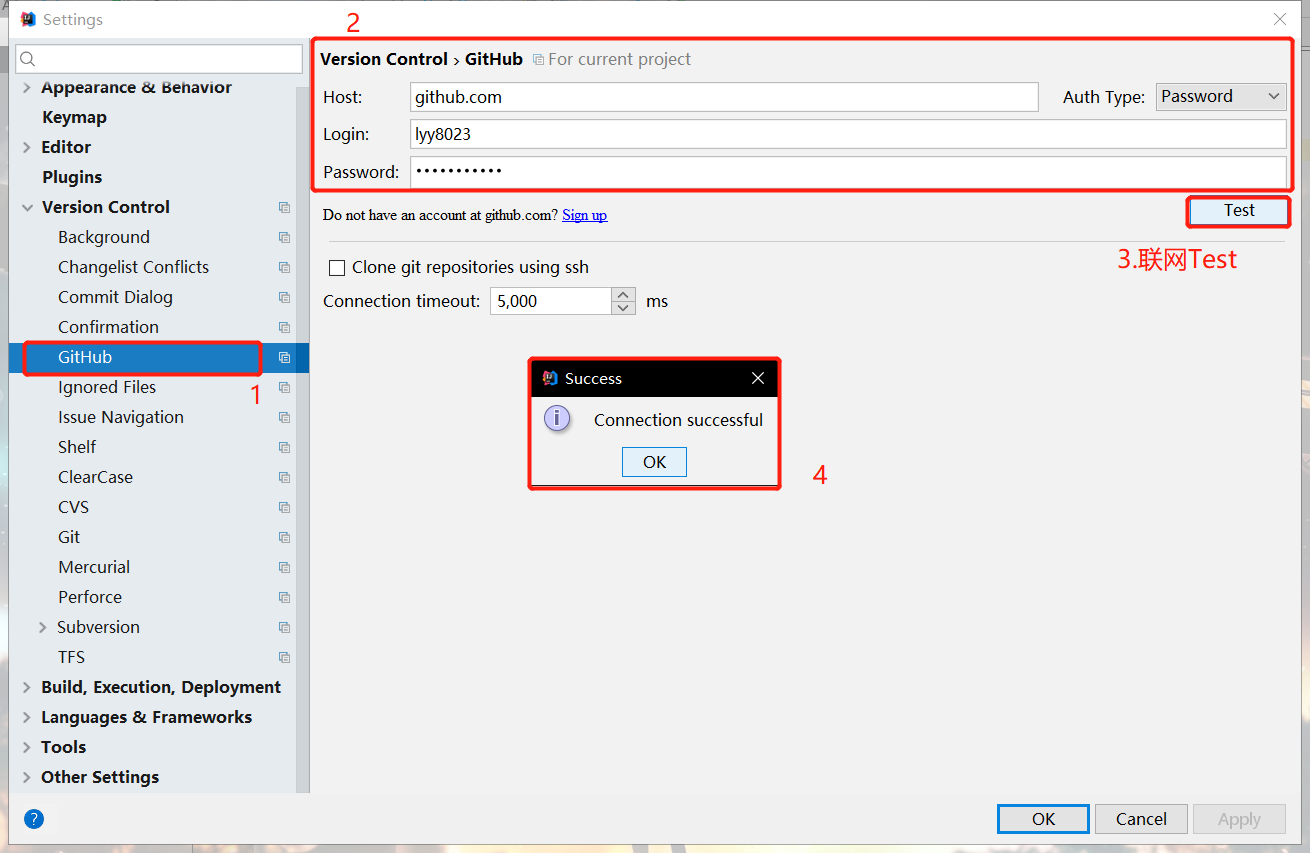 Settings
2
Appearance & Behavior
Keymap
Editor
Plugins
Version Control
Background
Changelist Conflicts
Commit Dialog
Confirmation
GitHub
1
Ignored Files
Issue Navigation
Shelf
ClearCase
CVS
Git
Mercurial
Perforce
Subversion
TFS
Build, Execution, Deployment
Languages & Frameworks
Tools
Other Settings
Version Control › GitHub For current project
Host: github.com Auth Type: Password
Login: lyy8023
Password: •••••••••••
Do not have an account at github.com? Sign up
Test
3.联网Test
Clone git repositories using ssh
Connection timeout: 5,000 ms
Success
Connection successful
OK
4
?
OK Cancel Apply